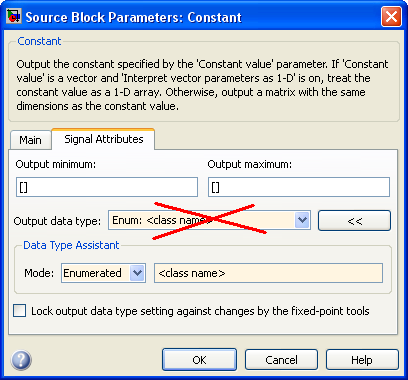 Source Block Parameters: Constant
Constant
Output the constant specified by the 'Constant value' parameter. If 'Constant
value' is a vector and 'Interpret vector parameters as 1-D' is on, treat the
constant value as a 1-D array. Otherwise, output a matrix with the same
dimensions as the constant value.
Main Signal Attributes
Output minimum: Output maximum:
[] []
Output data type: Enum: <class name> <<
Data Type Assistant
Mode: Enumerated <class name>
Lock output data type setting against changes by the fixed-point tools
? OK Cancel Help